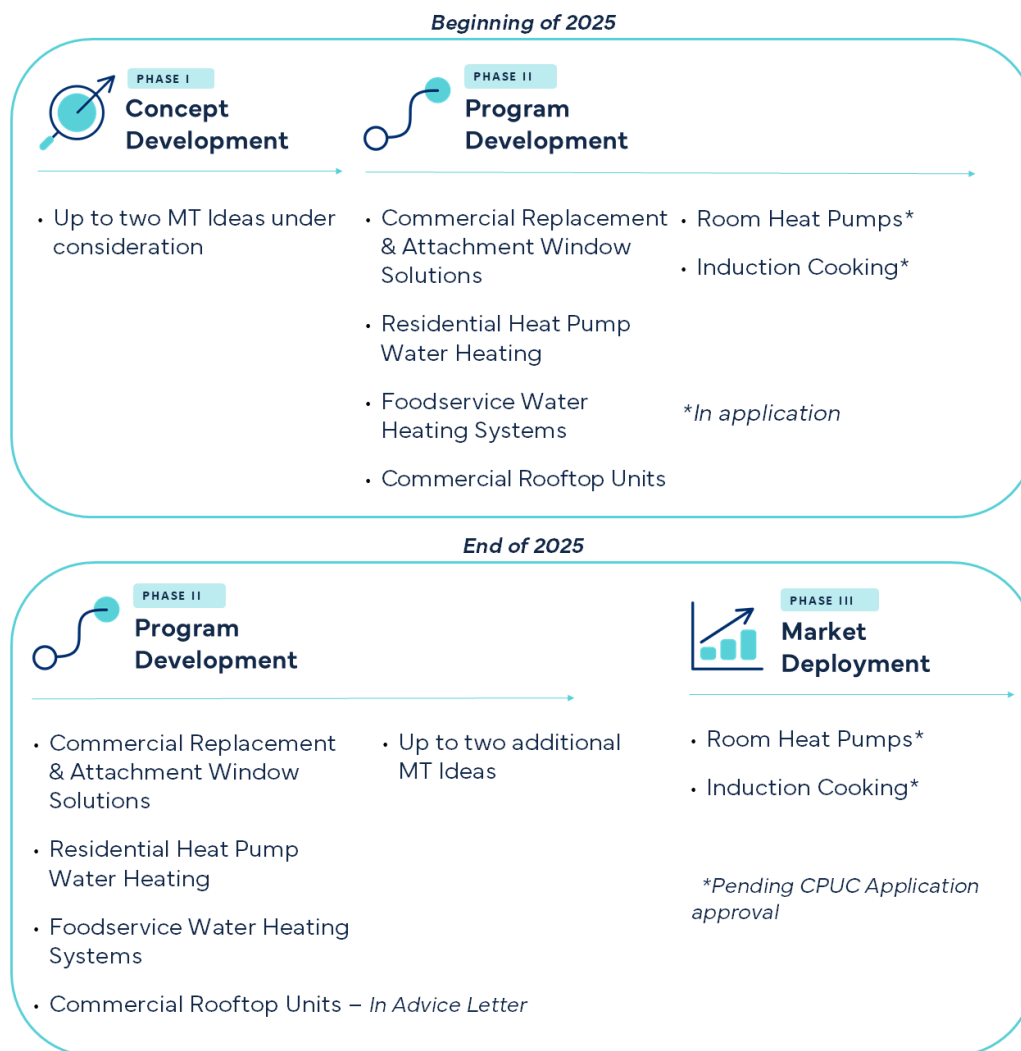 Beginning of 2025
PHASE I
Concept
Development
• Up to two MT Ideas under
consideration
PHASE II
Program
Development
• Commercial Replacement
& Attachment Window
Solutions
• Residential Heat Pump
Water Heating
• Foodservice Water
Heating Systems
• Commercial Rooftop Units
• Room Heat Pumps*
• Induction Cooking*
*In application
End of 2025
PHASE II
Program
Development
• Commercial Replacement
& Attachment Window
Solutions
• Residential Heat Pump
Water Heating
• Foodservice Water Heating
Systems
• Commercial Rooftop Units – In Advice Letter
• Up to two additional
MT Ideas
PHASE III
Market
Deployment
• Room Heat Pumps*
• Induction Cooking*
*Pending CPUC Application
approval